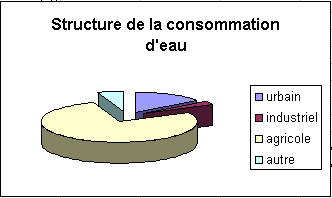 Structure de la consommation
d'eau
urbain
industriel
agricole
autre